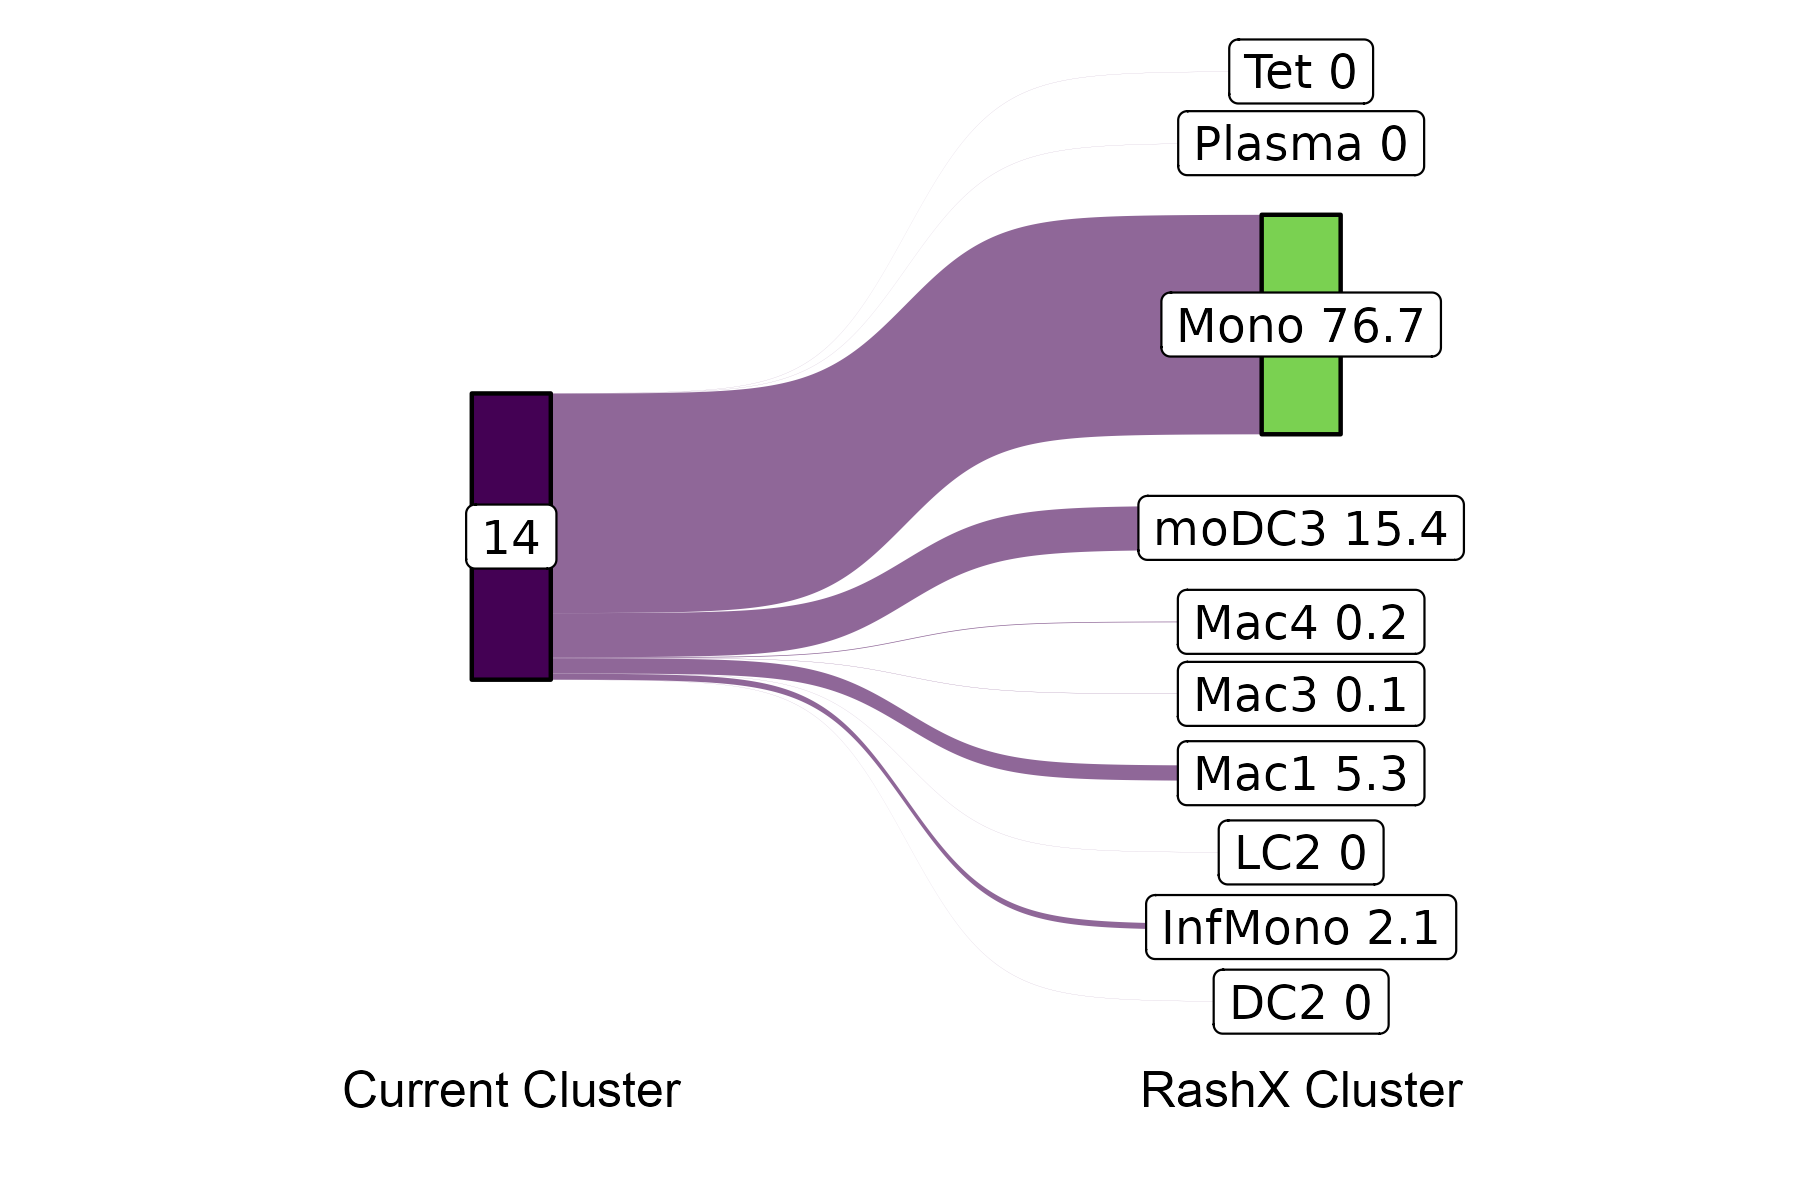 Tet 0
Plasma 0
Mono 76.7
moDC3 15.4
14
Mac4 0.2
Mac3 0.1
Mac1 5.3
LC2 0
InfMono 2.1
DC2 0
Current Cluster
RashX Cluster